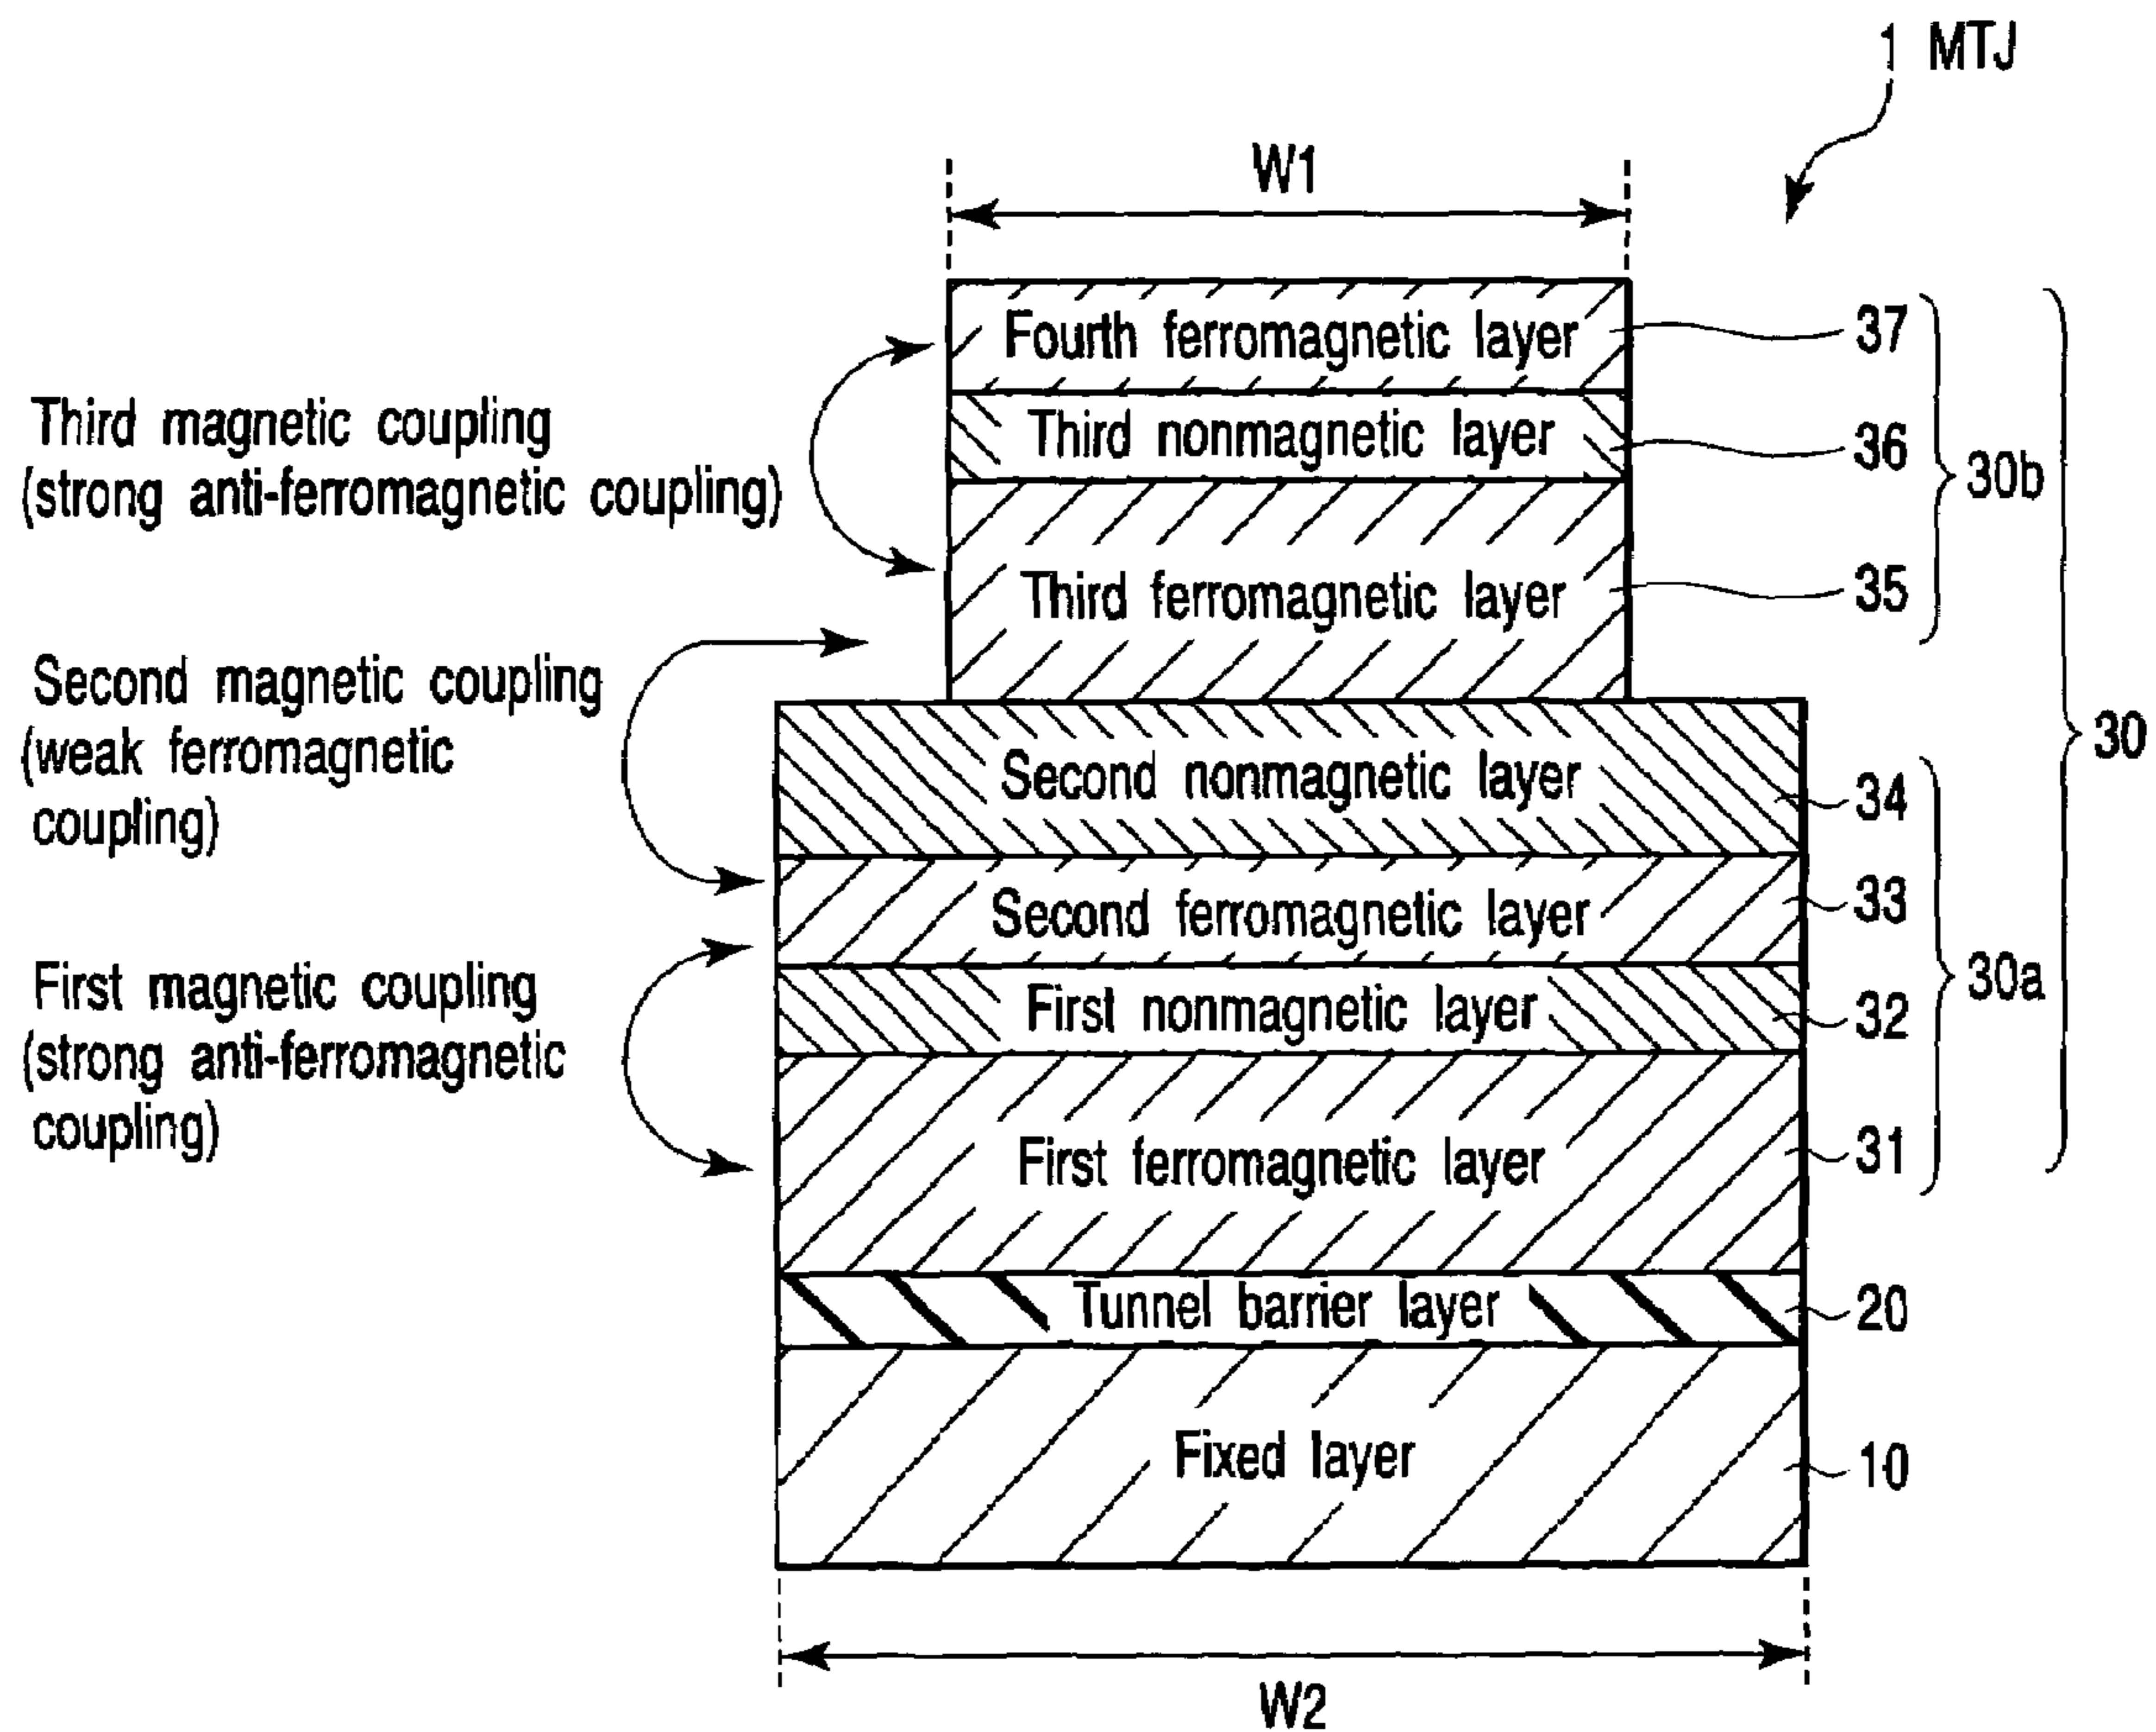 1 MTJ
W1
Fourth ferromagnetic layer
37
Third nonmagnetic layer
36
30b
Third ferromagnetic layer
35
Third magnetic coupling
(strong anti-ferromagnetic coupling)
Second magnetic coupling
(weak ferromagnetic
coupling)
30
Second nonmagnetic layer
34
Second ferromagnetic layer
33
First magnetic coupling
(strong anti-ferromagnetic
coupling)
First nonmagnetic layer
32
30a
First ferromagnetic layer
31
Tunnel barrier layer
20
Fixed layer
10
W2